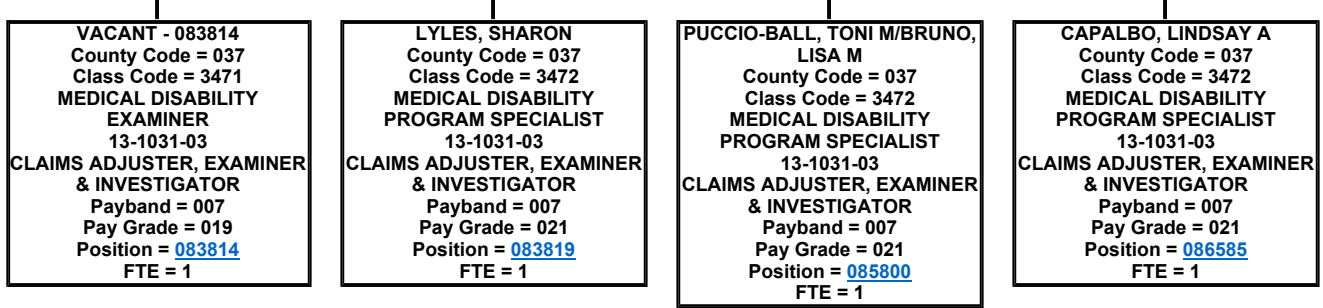 VACANT - 083814
County Code = 037
Class Code = 3471
MEDICAL DISABILITY
EXAMINER
13-1031-03
CLAIMS ADJUSTER, EXAMINER
& INVESTIGATOR
Payband = 007
Pay Grade = 019
Position = 083814
FTE = 1
LYLES, SHARON
County Code = 037
Class Code = 3472
MEDICAL DISABILITY
PROGRAM SPECIALIST
13-1031-03
CLAIMS ADJUSTER, EXAMINER
& INVESTIGATOR
Payband = 007
Pay Grade = 021
Position = 083819
FTE = 1
PUCCIO-BALL, TONI M/BRUNO,
LISA M
County Code = 037
Class Code = 3472
MEDICAL DISABILITY
PROGRAM SPECIALIST
13-1031-03
CLAIMS ADJUSTER, EXAMINER
& INVESTIGATOR
Payband = 007
Pay Grade = 021
Position = 085800
FTE = 1
CAPALBO, LINDSAY A
County Code = 037
Class Code = 3472
MEDICAL DISABILITY
PROGRAM SPECIALIST
13-1031-03
CLAIMS ADJUSTER, EXAMINER
& INVESTIGATOR
Payband = 007
Pay Grade = 021
Position = 086585
FTE = 1